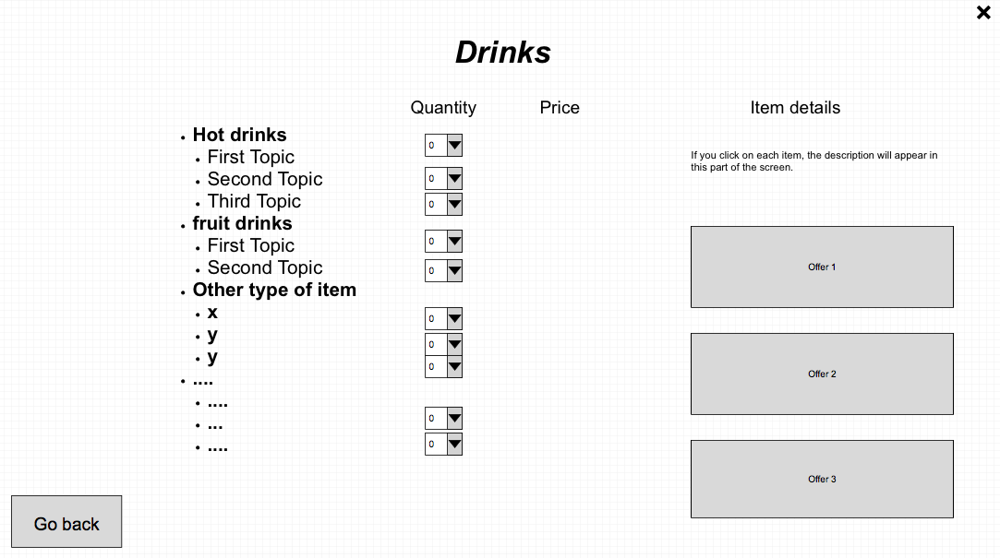 Drinks
Quantity
Price
Item details
Hot drinks
First Topic
0
Second Topic
0
Third Topic
0
fruit drinks
First Topic
0
Second Topic
0
Other type of item
x
0
y
0
y
0
....
....
...
0
....
0
If you click on each item, the description will appear in
this part of the screen.
Offer 1
Offer 2
Offer 3
Go back